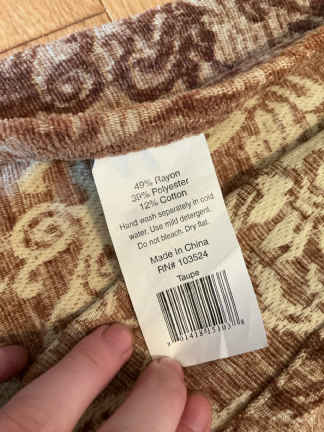 49% Rayon
39% Polyester
12% Cotton
Hand wash separately in cold
water. Use mild detergent.
Do not bleach. Dry flat.
Made in China
RN# 103524
Taupe